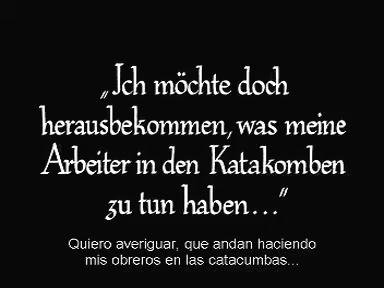 „Ich möchte doch
herausbekommen, was meine
Arbeiter in den Katakomben
zu tun haben...“
Quiero averiguar, que andan haciendo
mis obreros en las catacumbas...